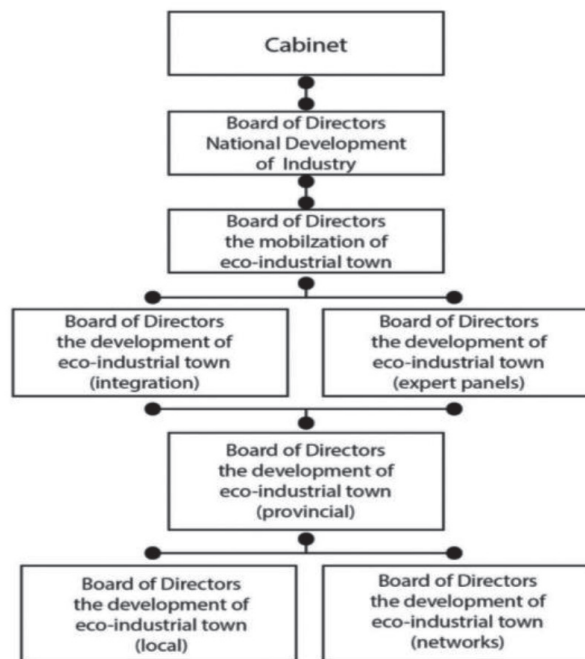 Cabinet
Board of Directors
National Development
of Industry
Board of Directors
the mobilzation of
eco-industrial town
Board of Directors
the development of
eco-industrial town
(integration)
Board of Directors
the development of
eco-industrial town
(expert panels)
Board of Directors
the development of
eco-industrial town
(provincial)
Board of Directors
the development of
eco-industrial town
(local)
Board of Directors
the development of
eco-industrial town
(networks)